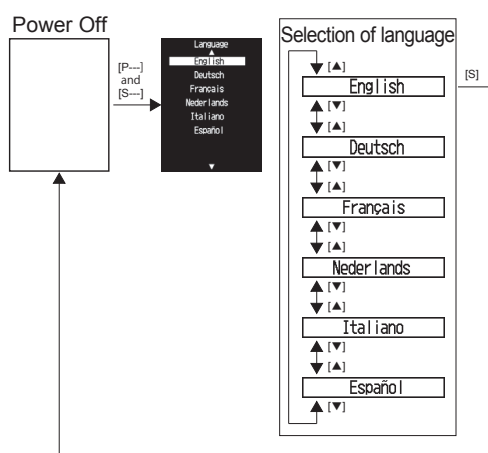 Power Off
[P---]
and
[S---]
Language
▲
English
Deutsch
Français
Nederlands
Italiano
Español
▼
Selection of language
[▲]
English
[▼]
[▲]
Deutsch
[▼]
[▲]
Français
[▼]
[▲]
Nederlands
[▼]
[▲]
Italiano
[▼]
[▲]
Español
[▼]
[S]